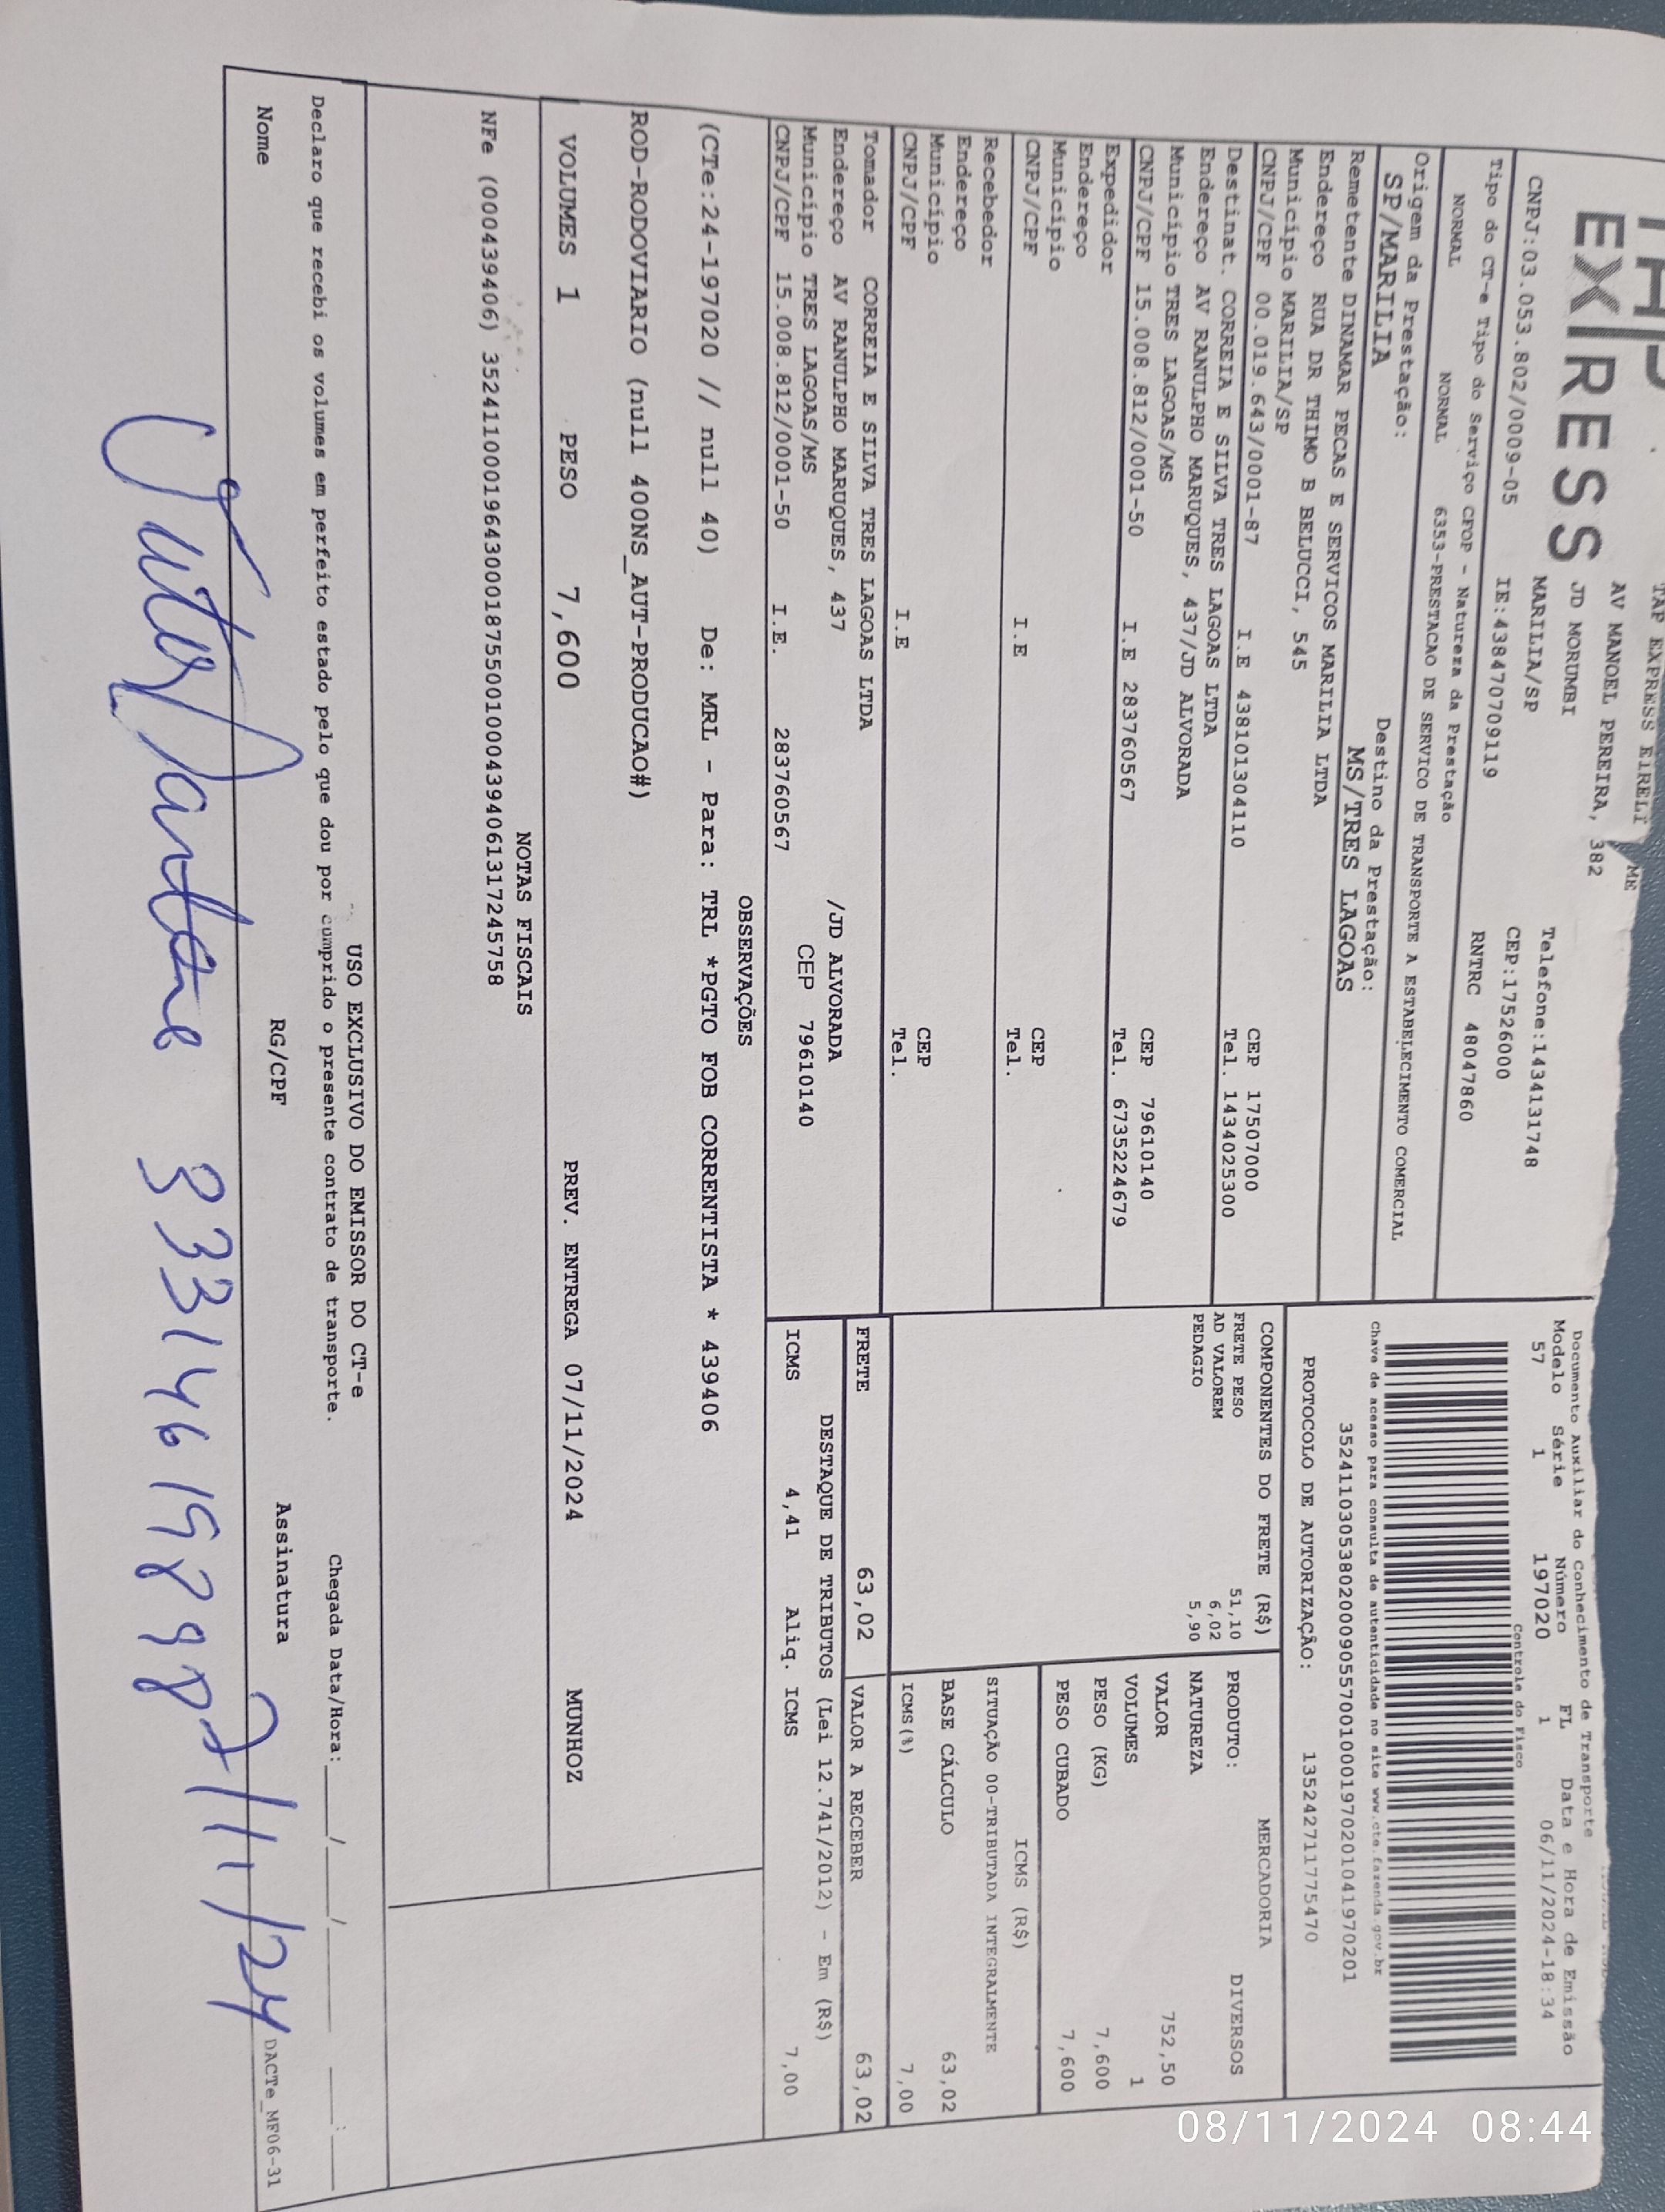 TAP EXPRESS EIRELI ME
AV MANOEL PEREIRA, 382
JD MORUMBI
MARILIA/SP
EXPRESS
Telefone:1434131748
CEP:17526000
CNPJ:03.053.802/0009-05 IE:438470709119 RNTRC 48047860
Tipo do CT-e Tipo do Serviço CFOP - Natureza da Prestação
NORMAL NORMAL 6353-PRESTACAO DE SERVICO DE TRANSPORTE A ESTABELECIMENTO COMERCIAL
Origem da Prestação: Destino da Prestação:
SP/MARILIA MS/TRES LAGOAS
Remetente DINAMAR PECAS E SERVICOS MARILIA LTDA
Endereço RUA DR THIMO B BELUCCI, 545
Município MARILIA/SP CEP 17507000
CNPJ/CPF 00.019.643/0001-87 I.E 438101304110 Tel. 1434025300
Destinat. CORREIA E SILVA TRES LAGOAS LTDA
Endereço AV RANULPHO MARUQUES, 437/JD ALVORADA
Município TRES LAGOAS/MS CEP 79610140
CNPJ/CPF 15.008.812/0001-50 I.E 283760567 Tel. 6735224679
Expedidor
Endereço
Município CEP
CNPJ/CPF I.E Tel.
Recebedor
Endereço
Município CEP
CNPJ/CPF I.E Tel.
Tomador CORREIA E SILVA TRES LAGOAS LTDA
Endereço AV RANULPHO MARUQUES, 437 /JD ALVORADA
Município TRES LAGOAS/MS CEP 79610140
CNPJ/CPF 15.008.812/0001-50 I.E. 283760567
Documento Auxiliar do Conhecimento de Transporte
Modelo Série Número FL Data e Hora de Emissão
57 1 197020 1 06/11/2024-18:34
Controle do Fisco
Chave de acesso para consulta de autenticidade no site www.cte.fazenda.gov.br
35241103053802000905570010001970201041970201
PROTOCOLO DE AUTORIZAÇÃO: 135242711775470
COMPONENTES DO FRETE (R$)
FRETE PESO 51,10
AD VALOREM 6,02
PEDAGIO 5,90
MERCADORIA
PRODUTO: DIVERSOS
NATUREZA
VALOR 752,50
VOLUMES 1
PESO (KG) 7,600
PESO CUBADO 7,600
ICMS (R$)
SITUAÇÃO 00-TRIBUTADA INTEGRALMENTE
BASE CÁLCULO 63,02
ICMS(%) 7,00
FRETE 63,02 VALOR A RECEBER 63,02
DESTAQUE DE TRIBUTOS (Lei 12.741/2012) - Em (R$)
ICMS 4,41 Aliq. ICMS 7,00
OBSERVAÇÕES
(CTe:24-197020 // null 40) De: MRL - Para: TRL *PGTO FOB CORRENTISTA * 439406
ROD-RODOVIARIO (null 400NS_AUT-PRODUCAO#)
VOLUMES 1 PESO 7,600 PREV. ENTREGA 07/11/2024 MUNHOZ
NOTAS FISCAIS
NFe (000439406) 35241100019643000187550010004394061317245758
USO EXCLUSIVO DO EMISSOR DO CT-e
Declaro que recebi os volumes em perfeito estado pelo que dou por cumprido o presente contrato de transporte. Chegada Data/Hora:____/____/____ ____:____
Nome RG/CPF Assinatura
DACTe_MF06-31
08/11/2024 08:44